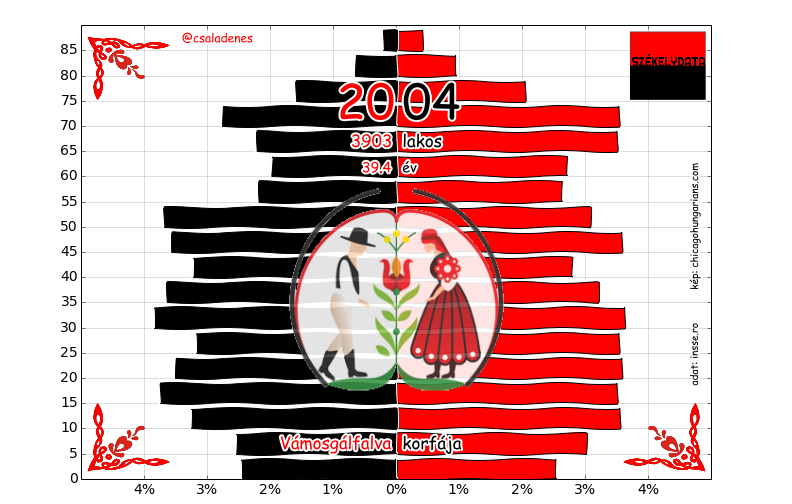 @csaladenes
SZÉKELYDATA
2004
3903 lakos
39.4 év
kép: chicagohungarians.com
adat: insse.ro
Vámosgálfalva korfája
85
80
75
70
65
60
55
50
45
40
35
30
25
20
15
10
5
0
4% 3% 2% 1% 0% 1% 2% 3% 4%